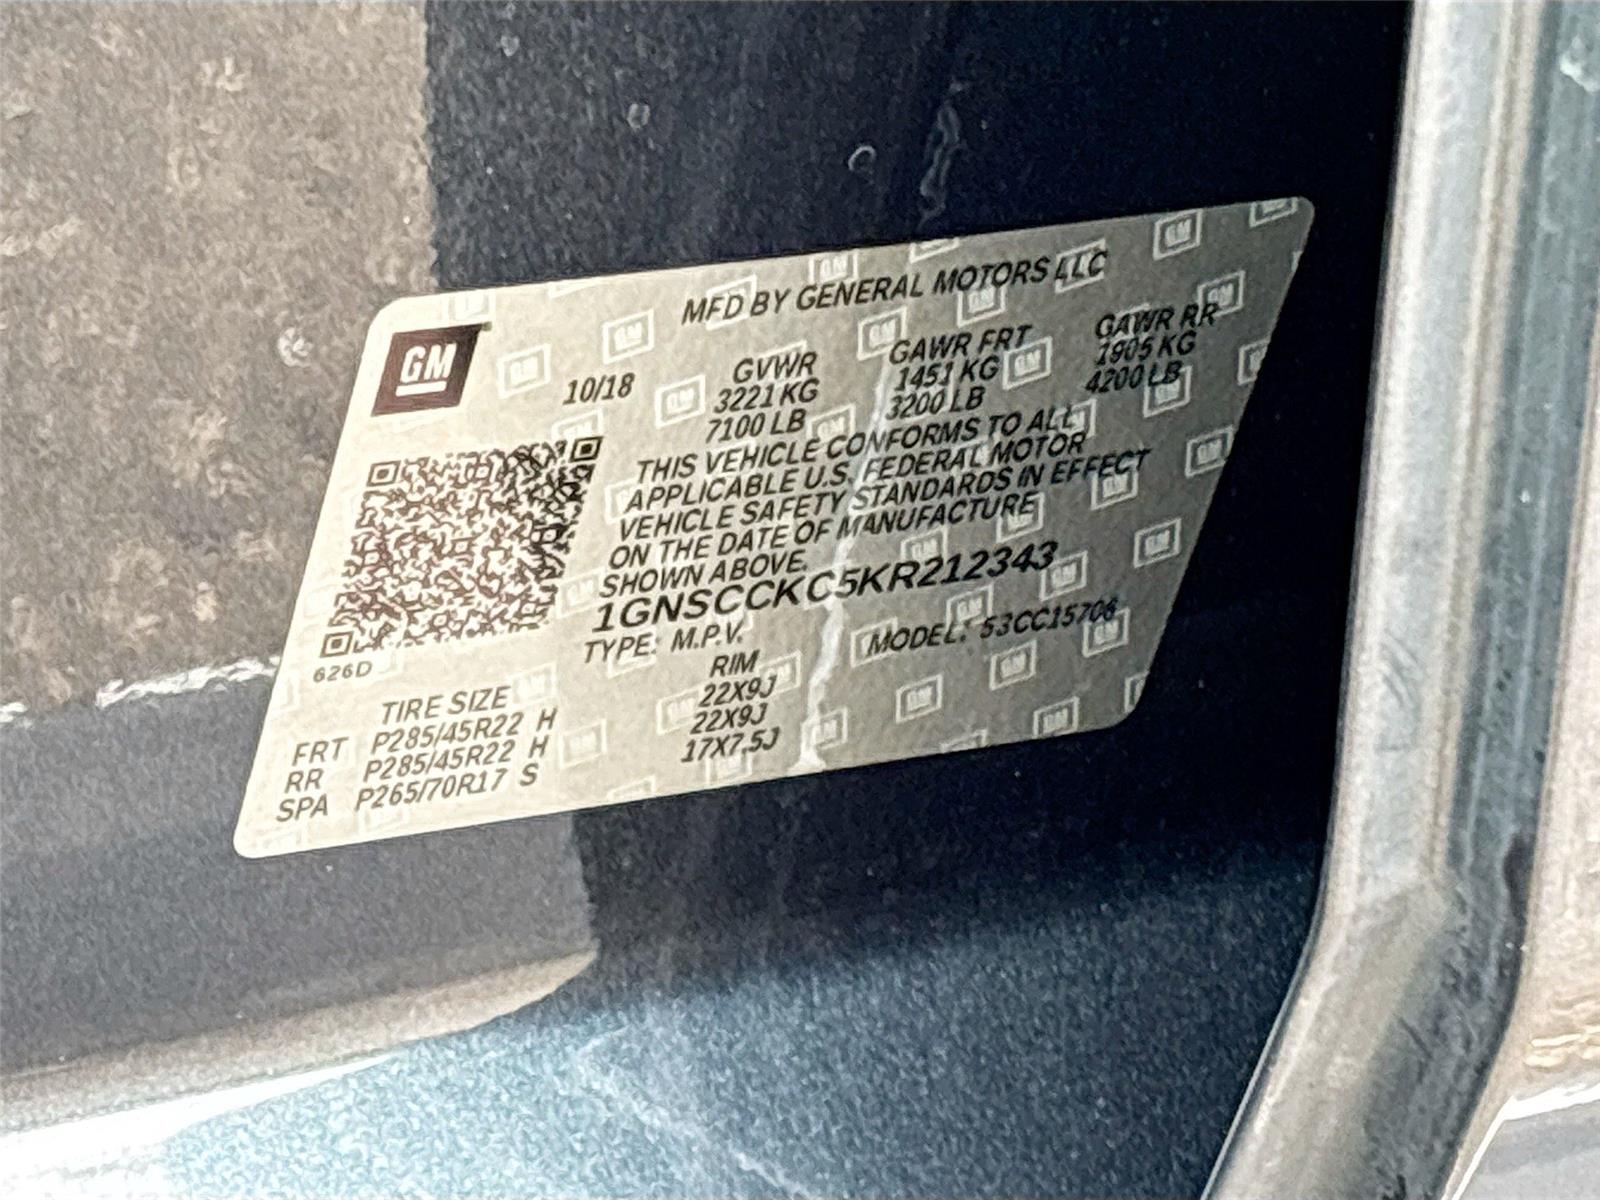 MFD BY GENERAL MOTORS LLC
GM
10/18
GVWR GAWR FRT GAWR RR
3221 KG 1451 KG 1905 KG
7100 LB 3200 LB 4200 LB
THIS VEHICLE CONFORMS TO ALL
APPLICABLE U.S. FEDERAL MOTOR
VEHICLE SAFETY STANDARDS IN EFFECT
ON THE DATE OF MANUFACTURE
SHOWN ABOVE.
1GNSCCKC5KR212343
TYPE: M.P.V. MODEL: 53CC15706
626D
TIRE SIZE RIM
FRT P285/45R22 H 22X9J
RR P285/45R22 H 22X9J
SPA P265/70R17 S 17X7.5J